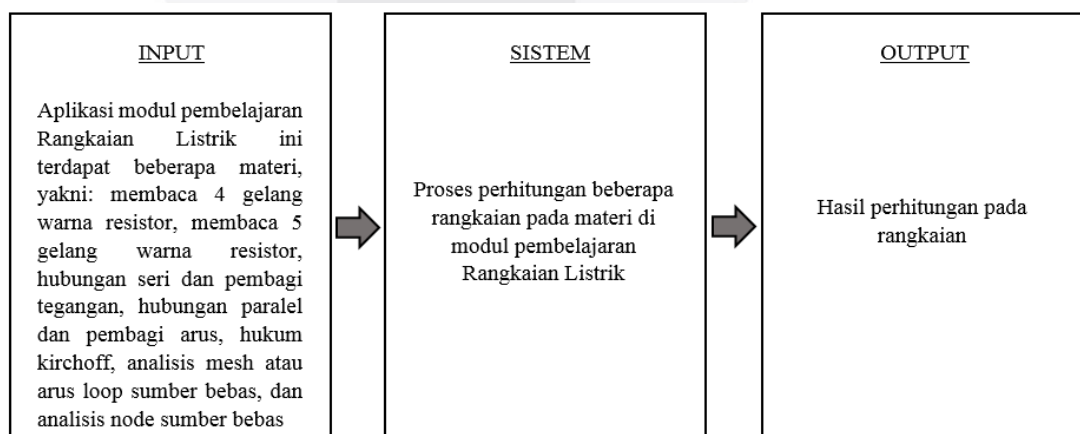 INPUT
Aplikasi modul pembelajaran
Rangkaian Listrik ini
terdapat beberapa materi,
yakni: membaca 4 gelang
warna resistor, membaca 5
gelang warna resistor,
hubungan seri dan pembagi
tegangan, hubungan paralel
dan pembagi arus, hukum
kirchoff, analisis mesh atau
arus loop sumber bebas, dan
analisis node sumber bebas
SISTEM
Proses perhitungan beberapa
rangkaian pada materi di
modul pembelajaran
Rangkaian Listrik
OUTPUT
Hasil perhitungan pada
rangkaian